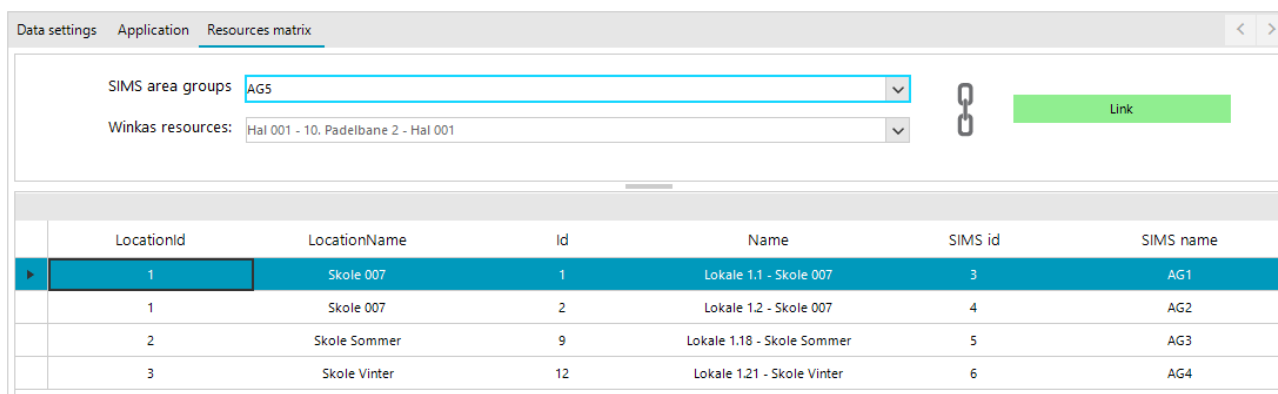 Data settings Application Resources matrix
SIMS area groups AG5
Link
Winkas resources: Hal 001 - 10. Padelbane 2 - Hal 001
LocationId LocationName Id Name SIMS id SIMS name
1 Skole 007 1 Lokale 1.1 - Skole 007 3 AG1
1 Skole 007 2 Lokale 1.2 - Skole 007 4 AG2
2 Skole Sommer 9 Lokale 1.18 - Skole Sommer 5 AG3
3 Skole Vinter 12 Lokale 1.21 - Skole Vinter 6 AG4